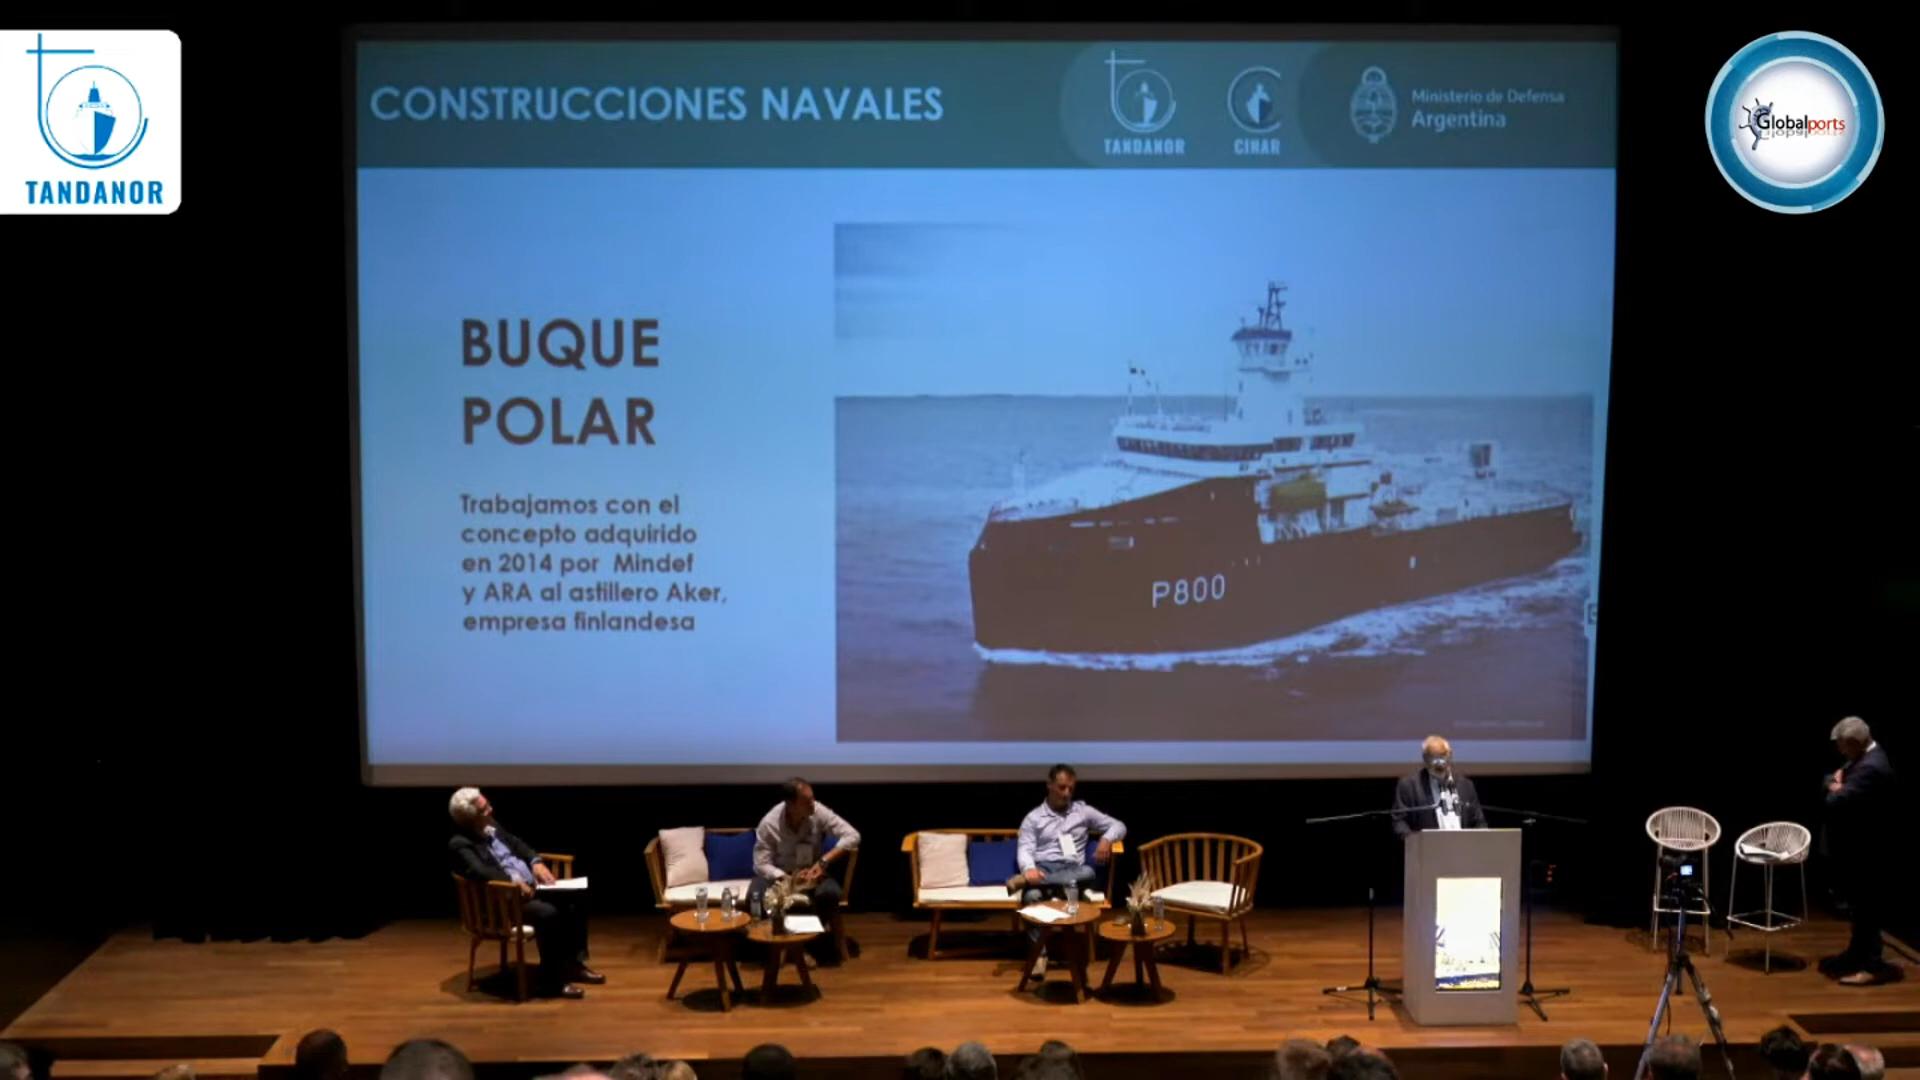 TANDANOR
Globalports
CONSTRUCCIONES NAVALES
TANDANOR
CINAR
Ministerio de Defensa
Argentina
BUQUE
POLAR
Trabajamos con el
concepto adquirido
en 2014 por Mindef
y ARA al astillero Aker,
empresa finlandesa
P800